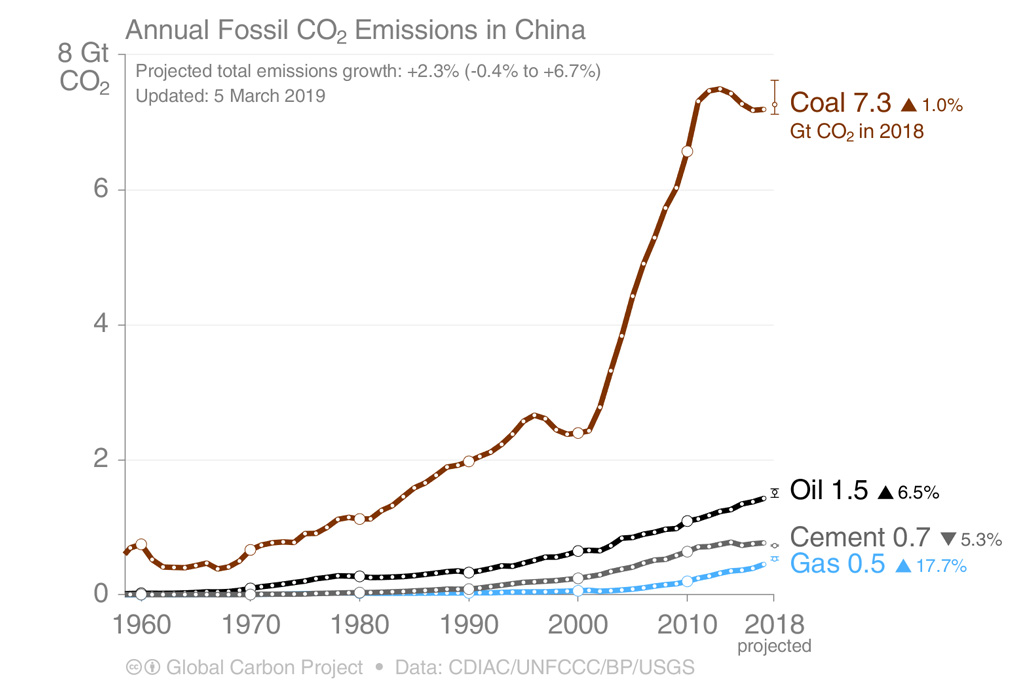 Annual Fossil CO₂ Emissions in China
8 Gt
CO₂
Projected total emissions growth: +2.3% (-0.4% to +6.7%)
Updated: 5 March 2019
Coal 7.3 ▲ 1.0%
Gt CO₂ in 2018
6
4
2
Oil 1.5 ▲ 6.5%
Cement 0.7 ▼ 5.3%
Gas 0.5 ▲ 17.7%
0
1960 1970 1980 1990 2000 2010 2018
projected
Global Carbon Project • Data: CDIAC/UNFCCC/BP/USGS